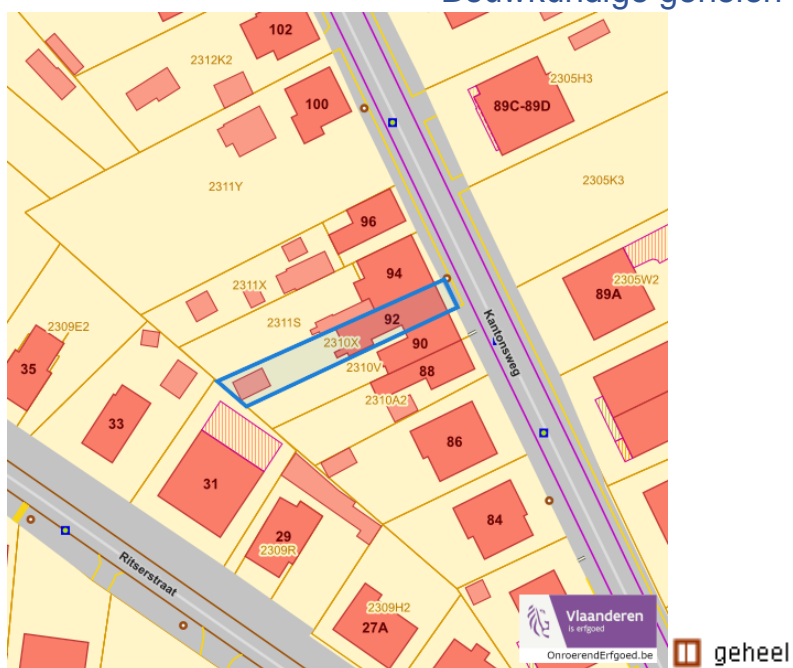 102
2312K2
2305H3
100
89C-89D
2311Y
2305K3
96
94
2311X
2305W2
89A
2311S
92
2309E2
2310X
90
Kantonsweg
35
2310V
88
2310A2
33
86
31
84
29
2309R
Ritserstraat
2309H2
27A
Vlaanderen
is erfgoed
OnroerendErfgoed.be
geheel